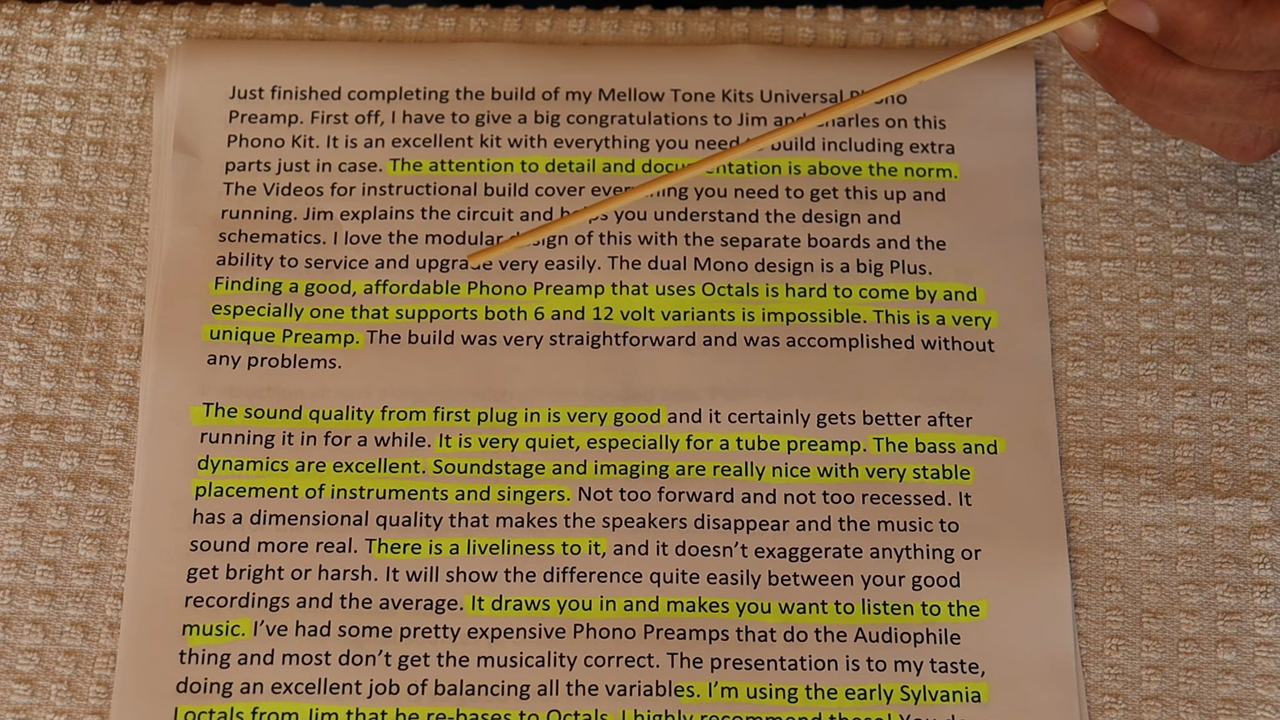 Just finished completing the build of my Mellow Tone Kits Universal Phono
Preamp. First off, I have to give a big congratulations to Jim and Charles on this
Phono Kit. It is an excellent kit with everything you need to build including extra
parts just in case. The attention to detail and documentation is above the norm.
The Videos for instructional build cover everything you need to get this up and
running. Jim explains the circuit and helps you understand the design and
schematics. I love the modular design of this with the separate boards and the
ability to service and upgrade very easily. The dual Mono design is a big Plus.
Finding a good, affordable Phono Preamp that uses Octals is hard to come by and
especially one that supports both 6 and 12 volt variants is impossible. This is a very
unique Preamp. The build was very straightforward and was accomplished without
any problems.
The sound quality from first plug in is very good and it certainly gets better after
running it in for a while. It is very quiet, especially for a tube preamp. The bass and
dynamics are excellent. Soundstage and imaging are really nice with very stable
placement of instruments and singers. Not too forward and not too recessed. It
has a dimensional quality that makes the speakers disappear and the music to
sound more real. There is a liveliness to it, and it doesn't exaggerate anything or
get bright or harsh. It will show the difference quite easily between your good
recordings and the average. It draws you in and makes you want to listen to the
music. I've had some pretty expensive Phono Preamps that do the Audiophile
thing and most don't get the musicality correct. The presentation is to my taste,
doing an excellent job of balancing all the variables. I'm using the early Sylvania
Loctals from Jim that he re-bases to Octals. I highly recommend these! You do